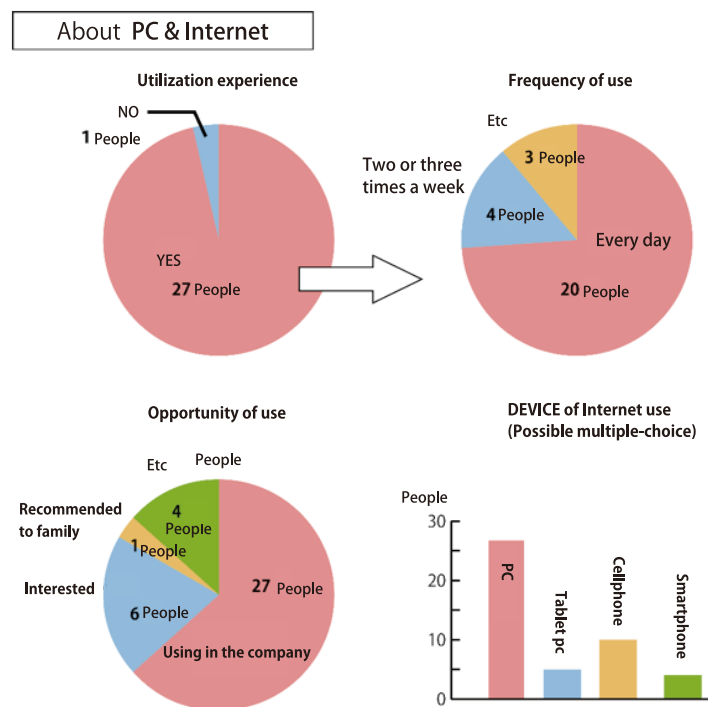 About PC & Internet
Utilization experience
NO
1 People
YES
27 People
Frequency of use
Etc
3 People
Two or three
times a week
4 People
Every day
20 People
Opportunity of use
Etc
People
4
People
Recommended
to family
1 People
Interested
6 People
27 People
Using in the company
DEVICE of Internet use
(Possible multiple-choice)
People
30
20
10
0
PC
Tablet pc
Cellphone
Smartphone